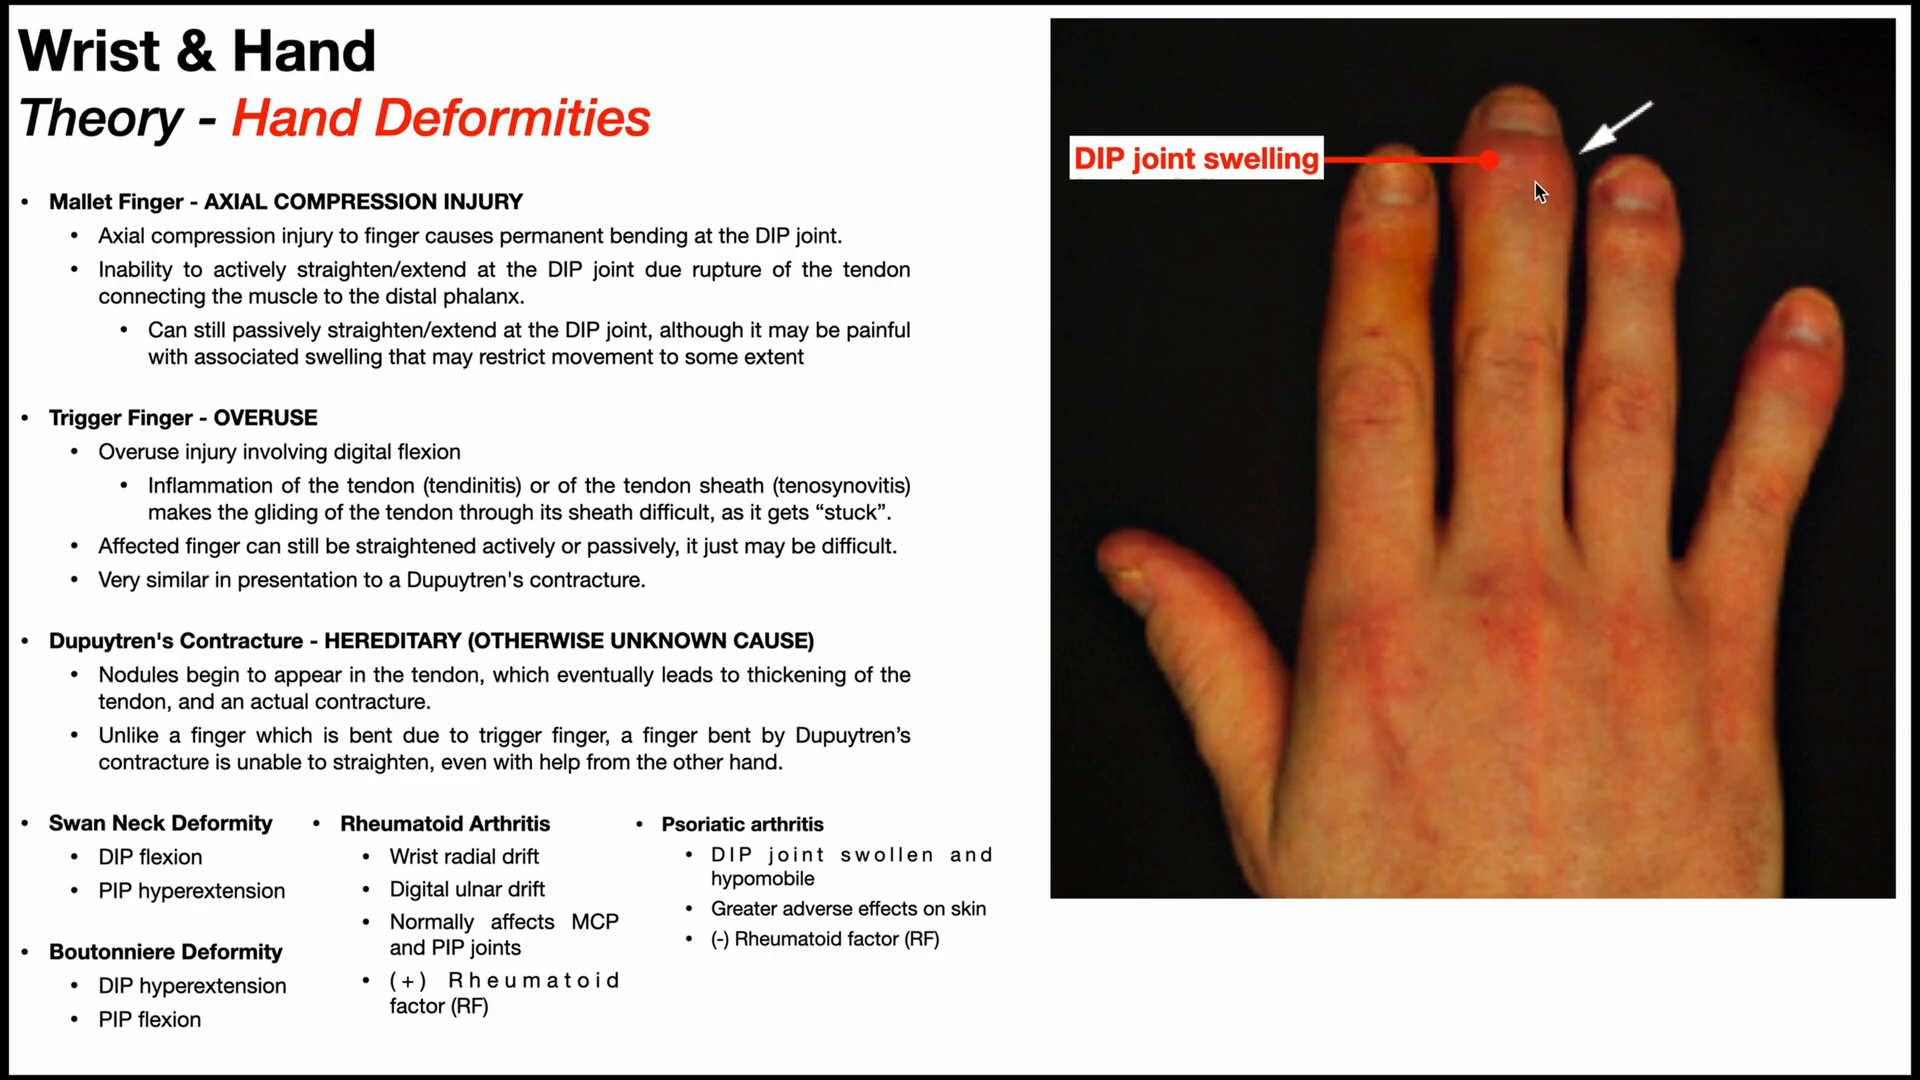 Wrist & Hand
Theory - Hand Deformities
• Mallet Finger - AXIAL COMPRESSION INJURY
• Axial compression injury to finger causes permanent bending at the DIP joint.
• Inability to actively straighten/extend at the DIP joint due rupture of the tendon
connecting the muscle to the distal phalanx.
• Can still passively straighten/extend at the DIP joint, although it may be painful
with associated swelling that may restrict movement to some extent
• Trigger Finger - OVERUSE
• Overuse injury involving digital flexion
• Inflammation of the tendon (tendinitis) or of the tendon sheath (tenosynovitis)
makes the gliding of the tendon through its sheath difficult, as it gets “stuck”.
• Affected finger can still be straightened actively or passively, it just may be difficult.
• Very similar in presentation to a Dupuytren's contracture.
• Dupuytren's Contracture - HEREDITARY (OTHERWISE UNKNOWN CAUSE)
• Nodules begin to appear in the tendon, which eventually leads to thickening of the
tendon, and an actual contracture.
• Unlike a finger which is bent due to trigger finger, a finger bent by Dupuytren’s
contracture is unable to straighten, even with help from the other hand.
• Swan Neck Deformity
• DIP flexion
• PIP hyperextension
• Boutonniere Deformity
• DIP hyperextension
• PIP flexion
• Rheumatoid Arthritis
• Wrist radial drift
• Digital ulnar drift
• Normally affects MCP
and PIP joints
• (+) Rheumatoid
factor (RF)
• Psoriatic arthritis
• DIP joint swollen and
hypomobile
• Greater adverse effects on skin
• (-) Rheumatoid factor (RF)
DIP joint swelling